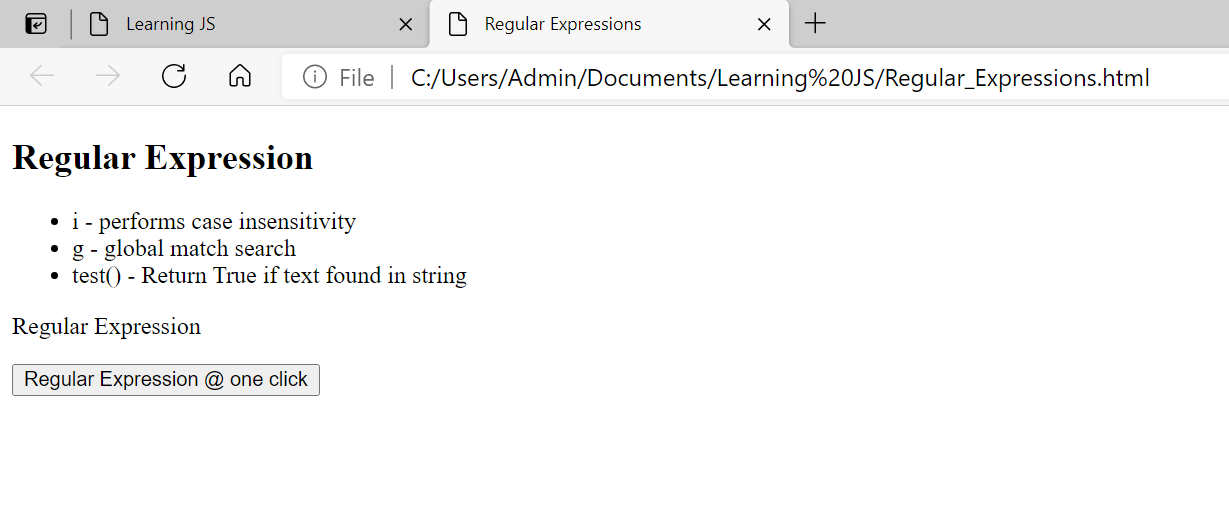 Learning JS
Regular Expressions
File
C:/Users/Admin/Documents/Learning%20JS/Regular_Expressions.html
Regular Expression
i - performs case insensitivity
g - global match search
test() - Return True if text found in string
Regular Expression
Regular Expression @ one click